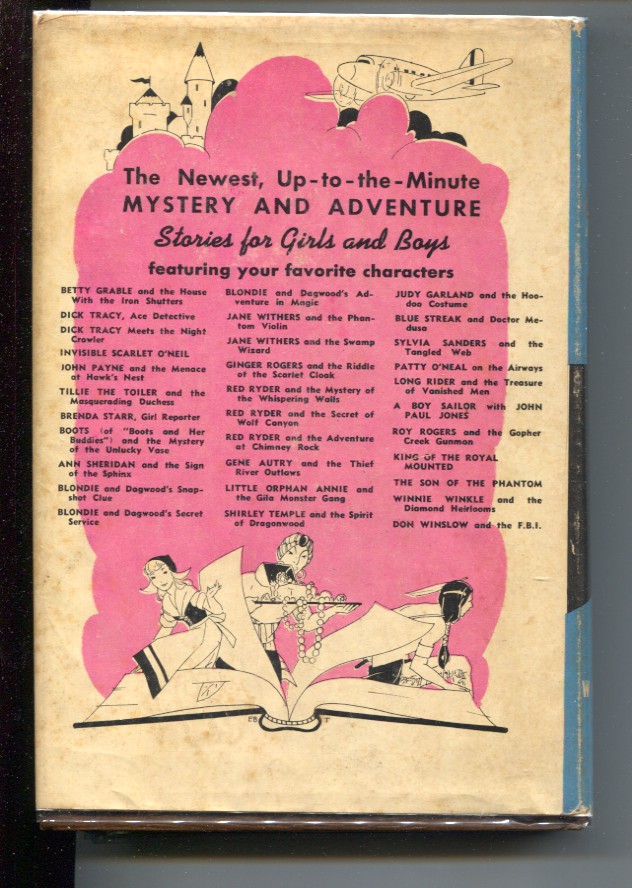 The Newest, Up-to-the-Minute
MYSTERY AND ADVENTURE
Stories for Girls and Boys
featuring your favorite characters
BETTY GRABLE and the House
With the Iron Shutters
DICK TRACY, Ace Detective
DICK TRACY Meets the Night
Crawler
INVISIBLE SCARLET O'NEIL
JOHN PAYNE and the Menace
at Hawk's Nest
TILLIE THE TOILER and the
Masquerading Duchess
BRENDA STARR, Girl Reporter
BOOTS (of "Boots and Her
Buddies") and the Mystery
of the Unlucky Vase
ANN SHERIDAN and the Sign
of the Sphinx
BLONDIE and Dagwood's Snap-
shot Clue
BLONDIE and Dagwood's Secret
Service
BLONDIE and Dagwood's Ad-
venture in Magic
JANE WITHERS and the Phan-
tom Violin
JANE WITHERS and the Swamp
Wizard
GINGER ROGERS and the Riddle
of the Scarlet Cloak
RED RYDER and the Mystery of
the Whispering Walls
RED RYDER and the Secret of
Wolf Canyon
RED RYDER and the Adventure
at Chimney Rock
GENE AUTRY and the Thief
River Outlaws
LITTLE ORPHAN ANNIE and
the Gila Monster Gang
SHIRLEY TEMPLE and the Spirit
of Dragonwood
JUDY GARLAND and the Hoo-
doo Costume
BLUE STREAK and Doctor Me-
dusa
SYLVIA SANDERS and the
Tangled Web
PATTY O'NEAL on the Airways
LONG RIDER and the Treasure
of Vanished Men
A BOY SAILOR with JOHN
PAUL JONES
ROY ROGERS and the Gopher
Creek Gunman
KING OF THE ROYAL
MOUNTED
THE SON OF THE PHANTOM
WINNIE WINKLE and the
Diamond Heirlooms
DON WINSLOW and the F.B.I.
W